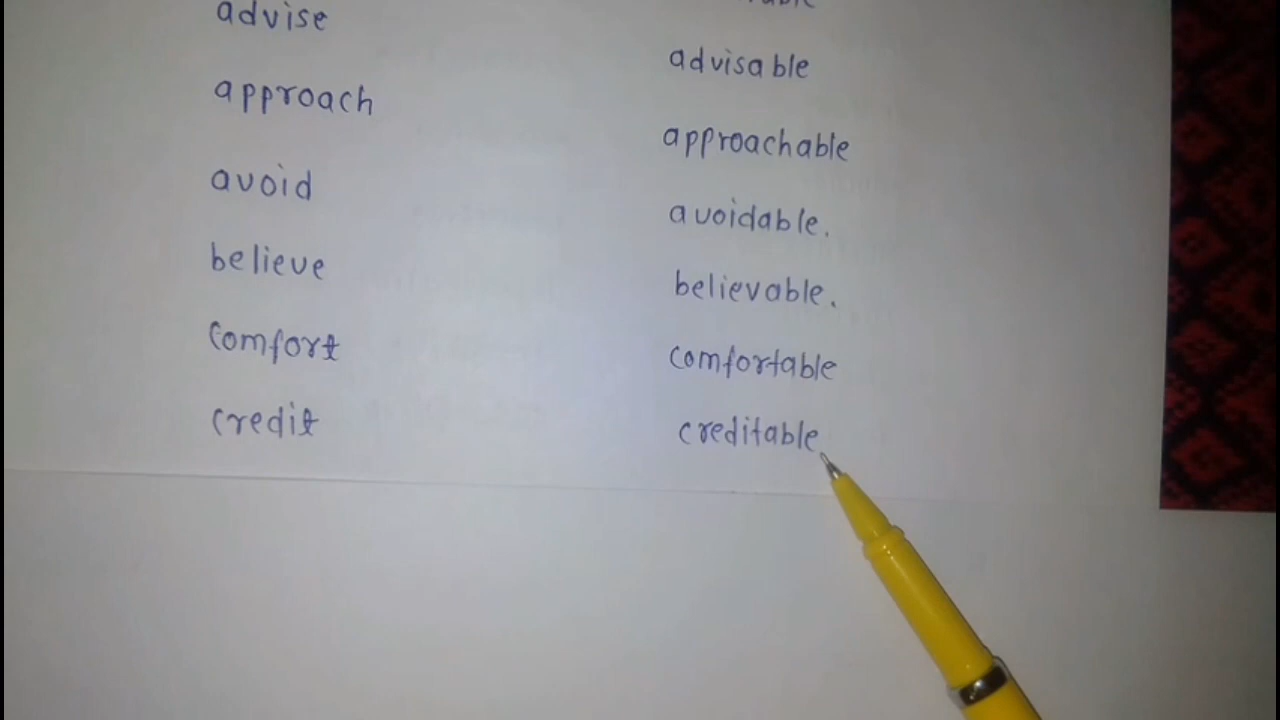 advise
advisable
approach
approachable
avoid
avoidable.
believe
believable.
comfort
comfortable
credit
creditable